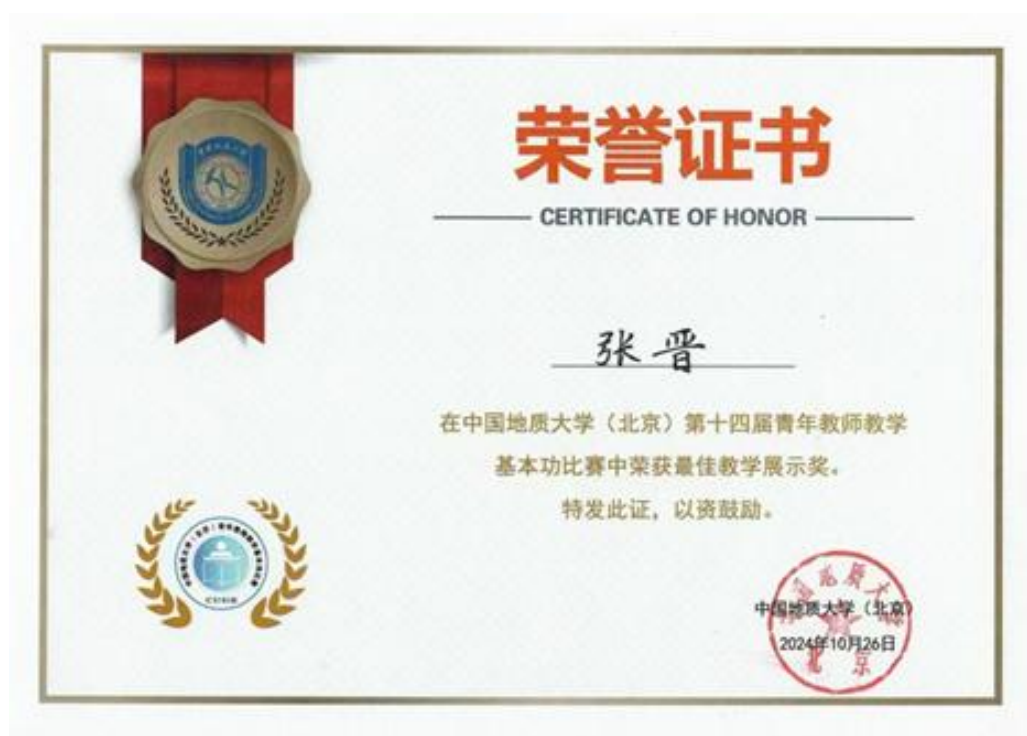 荣誉证书
CERTIFICATE OF HONOR
张晋
在中国地质大学（北京）第十四届青年教师教学
基本功比赛中荣获最佳教学展示奖。
特发此证，以资鼓励。
中国地质大学（北京）
2024年10月26日